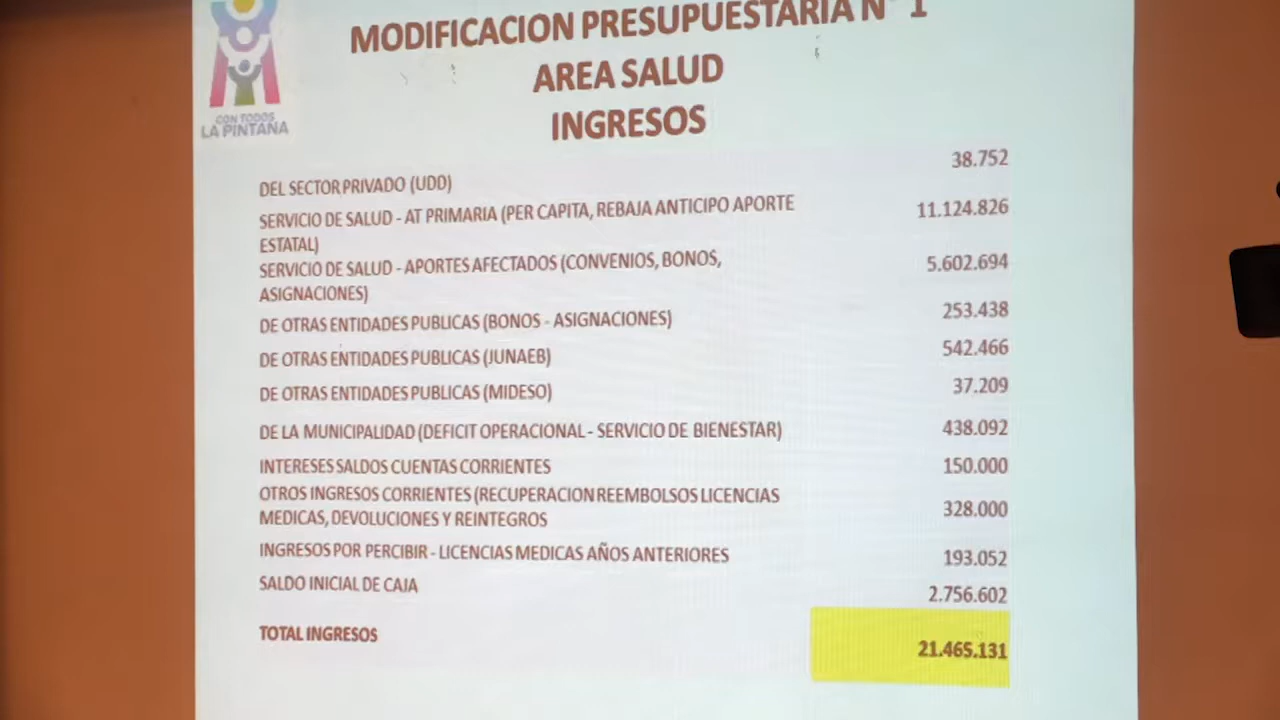 CON TODOS
LA PINTANA
MODIFICACION PRESUPUESTARIA N° 1
AREA SALUD
INGRESOS
DEL SECTOR PRIVADO (UDD) 38.752
SERVICIO DE SALUD - AT PRIMARIA (PER CAPITA, REBAJA ANTICIPO APORTE 11.124.826
ESTATAL)
SERVICIO DE SALUD - APORTES AFECTADOS (CONVENIOS, BONOS, 5.602.694
ASIGNACIONES)
DE OTRAS ENTIDADES PUBLICAS (BONOS - ASIGNACIONES) 253.438
DE OTRAS ENTIDADES PUBLICAS (JUNAEB) 542.466
DE OTRAS ENTIDADES PUBLICAS (MIDESO) 37.209
DE LA MUNICIPALIDAD (DEFICIT OPERACIONAL - SERVICIO DE BIENESTAR) 438.092
INTERESES SALDOS CUENTAS CORRIENTES 150.000
OTROS INGRESOS CORRIENTES (RECUPERACION REEMBOLSOS LICENCIAS 328.000
MEDICAS, DEVOLUCIONES Y REINTEGROS
INGRESOS POR PERCIBIR - LICENCIAS MEDICAS AÑOS ANTERIORES 193.052
SALDO INICIAL DE CAJA 2.756.602
TOTAL INGRESOS 21.465.131